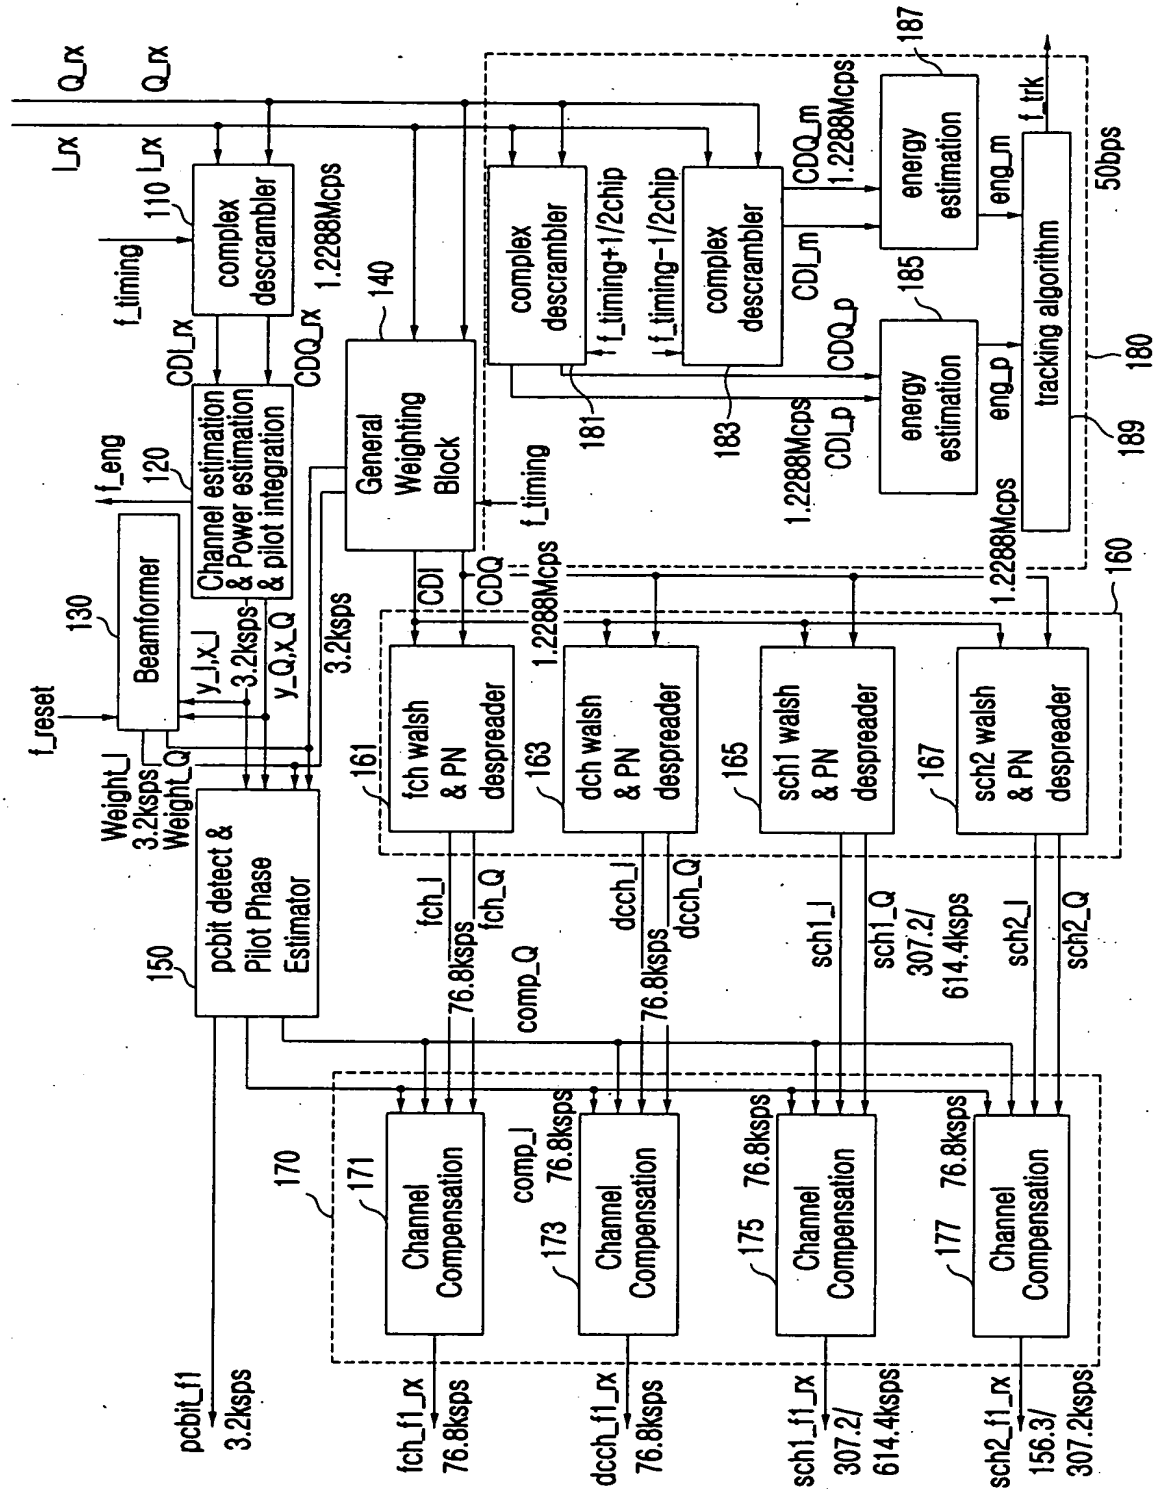 I_rx
Q_rx
I_rx
Q_rx
f_timing
110
complex
descrambler
1.2288Mcps
CDI_rx
CDQ_rx
f_eng
120
Channel estimation
& Power estimation
& pilot integration
f_reset
130
Beamformer
y_I,x_I
3.2ksps
y_Q,x_Q
3.2ksps
Weight_I
3.2ksps
Weight_Q
140
General
Weighting
Block
f_timing
CDI
CDQ
1.2288Mcps
150
pcbit detect &
Pilot Phase
Estimator
pcbit_f1
3.2ksps
160
161
fch walsh
& PN
despreader
163
dch walsh
& PN
despreader
1.2288Mcps
165
sch1 walsh
& PN
despreader
167
sch2 walsh
& PN
despreader
1.2288Mcps
fch_I
fch_Q
76.8ksps
dcch_I
dcch_Q
76.8ksps
sch1_I
sch1_Q
307.2/
614.4ksps
sch2_I
sch2_Q
comp_Q
comp_I
170
171
Channel
Compensation
173
76.8ksps
Channel
Compensation
175
76.8ksps
Channel
Compensation
177
76.8ksps
Channel
Compensation
fch_f1_rx
76.8ksps
dcch_f1_rx
76.8ksps
sch1_f1_rx
307.2/
614.4ksps
sch2_f1_rx
156.3/
307.2ksps
180
181
complex
descrambler
f_timing+1/2chip
f_timing-1/2chip
183
complex
descrambler
CDI_m
CDQ_m
1.2288Mcps
1.2288Mcps
CDI_p
CDQ_p
185
energy
estimation
187
energy
estimation
eng_p
eng_m
189
tracking algorithm
f_trk
50bps